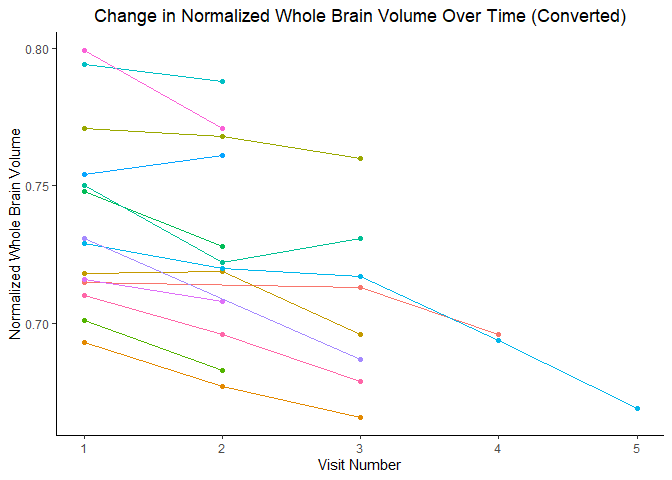 Change in Normalized Whole Brain Volume Over Time (Converted)
Normalized Whole Brain Volume
0.80
0.75
0.70
1 2 3 4 5
Visit Number